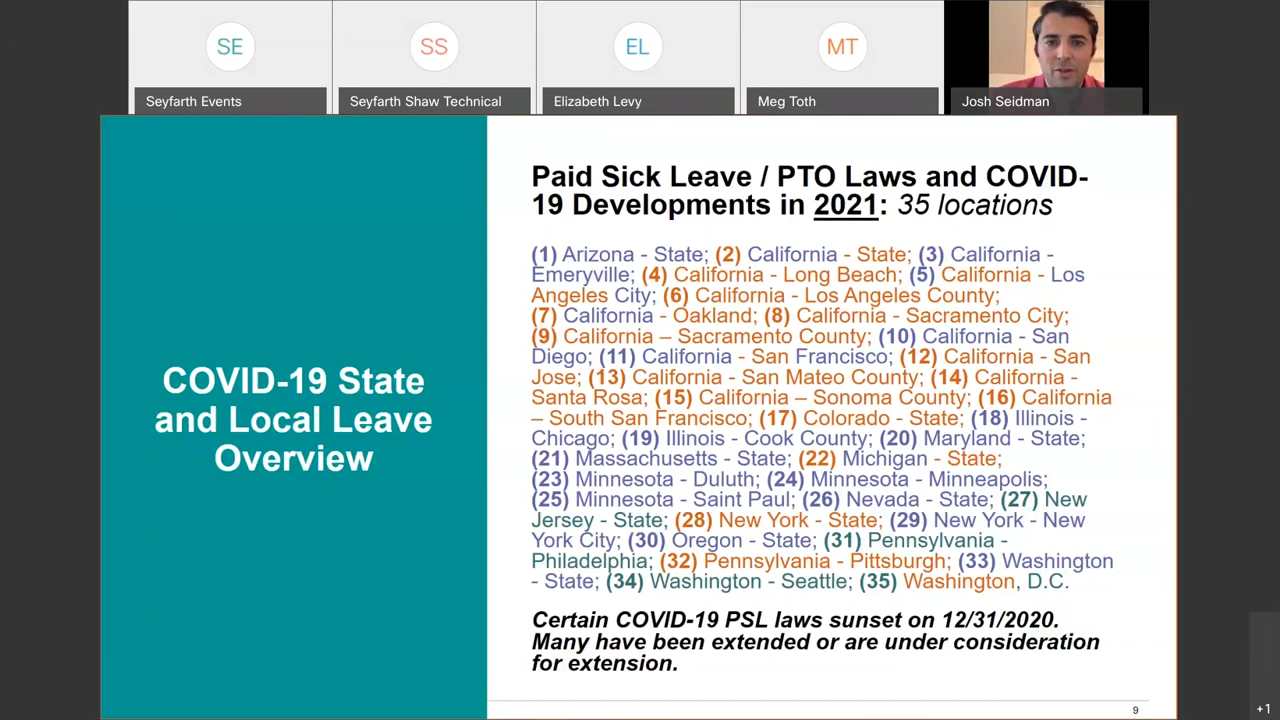 SE
SS
EL
MT
Seyfarth Events
Seyfarth Shaw Technical
Elizabeth Levy
Meg Toth
Josh Seidman
COVID-19 State
and Local Leave
Overview
Paid Sick Leave / PTO Laws and COVID-
19 Developments in 2021: 35 locations
(1) Arizona - State; (2) California - State; (3) California -
Emeryville; (4) California - Long Beach; (5) California - Los
Angeles City; (6) California - Los Angeles County;
(7) California - Oakland; (8) California - Sacramento City;
(9) California – Sacramento County; (10) California - San
Diego; (11) California - San Francisco; (12) California - San
Jose; (13) California - San Mateo County; (14) California -
Santa Rosa; (15) California – Sonoma County; (16) California
– South San Francisco; (17) Colorado - State; (18) Illinois -
Chicago; (19) Illinois - Cook County; (20) Maryland - State;
(21) Massachusetts - State; (22) Michigan - State;
(23) Minnesota - Duluth; (24) Minnesota - Minneapolis;
(25) Minnesota - Saint Paul; (26) Nevada - State; (27) New
Jersey - State; (28) New York - State; (29) New York - New
York City; (30) Oregon - State; (31) Pennsylvania -
Philadelphia; (32) Pennsylvania - Pittsburgh; (33) Washington
- State; (34) Washington - Seattle; (35) Washington, D.C.
Certain COVID-19 PSL laws sunset on 12/31/2020.
Many have been extended or are under consideration
for extension.
9
+1